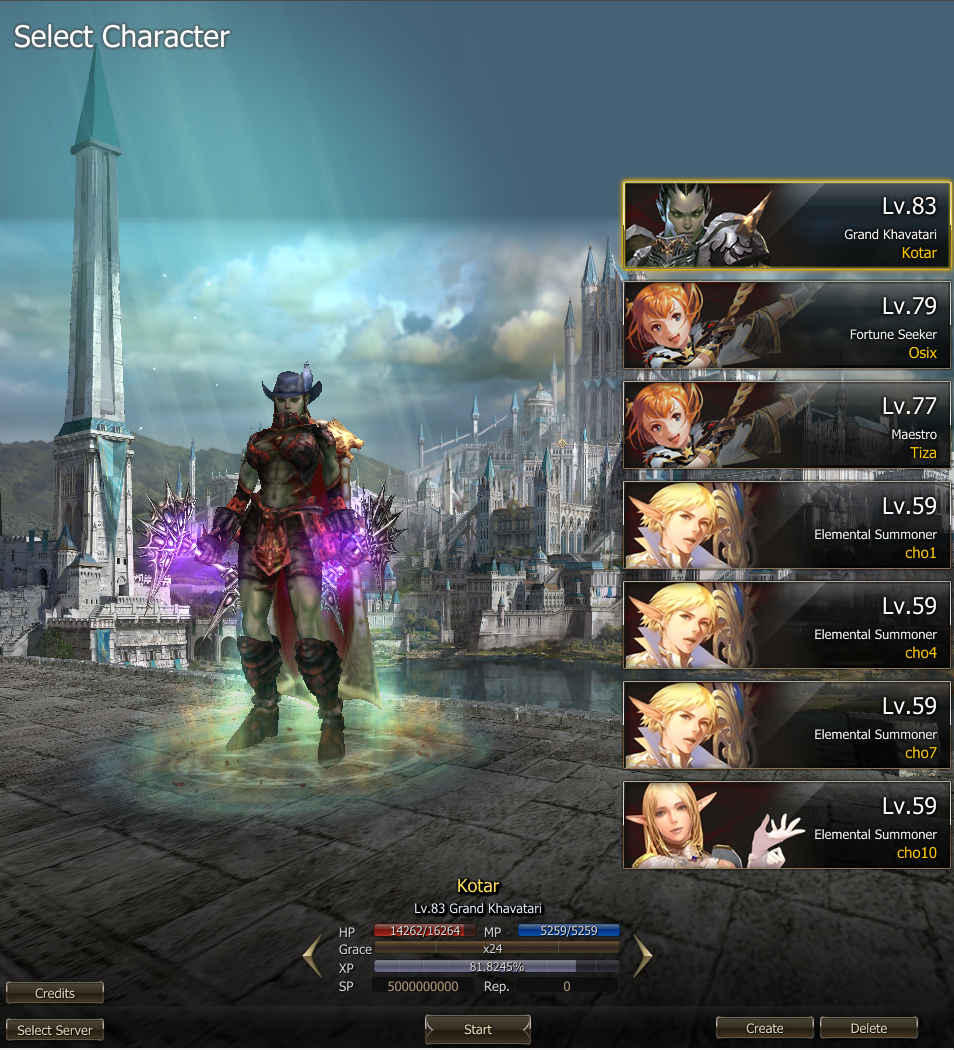 Select Character
Lv.83
Grand Khavatari
Kotar
Lv.79
Fortune Seeker
Osix
Lv.77
Maestro
Tiza
Lv.59
Elemental Summoner
cho1
Lv.59
Elemental Summoner
cho4
Lv.59
Elemental Summoner
cho7
Lv.59
Elemental Summoner
cho10
Kotar
Lv.83 Grand Khavatari
HP 14262/16264 MP 5259/5259
Grace x24
XP 81.8245%
SP 5000000000 Rep. 0
Credits
Select Server
Start
Create
Delete